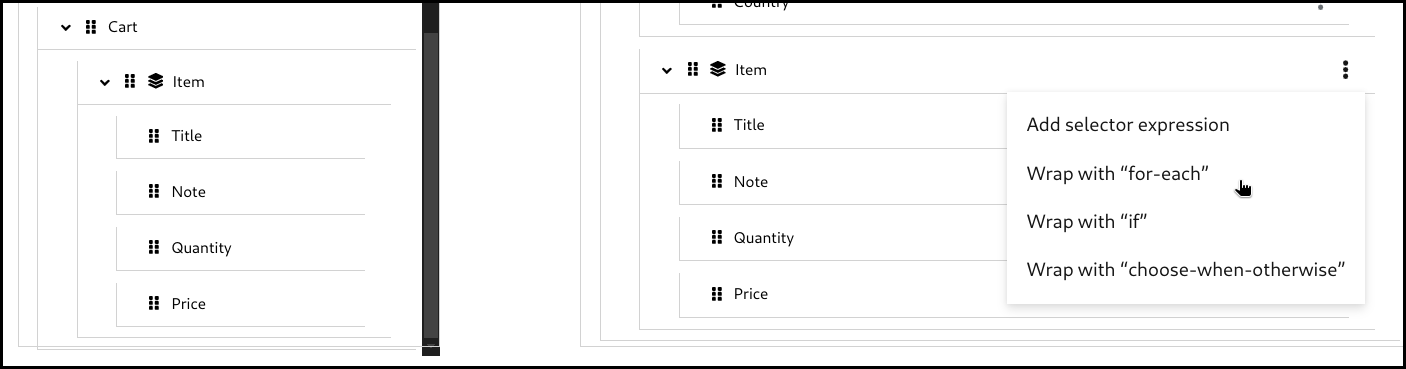 Cart
Item
Title
Note
Quantity
Price
Country
Item
Title
Note
Quantity
Price
Add selector expression
Wrap with “for-each”
Wrap with “if”
Wrap with “choose-when-otherwise”